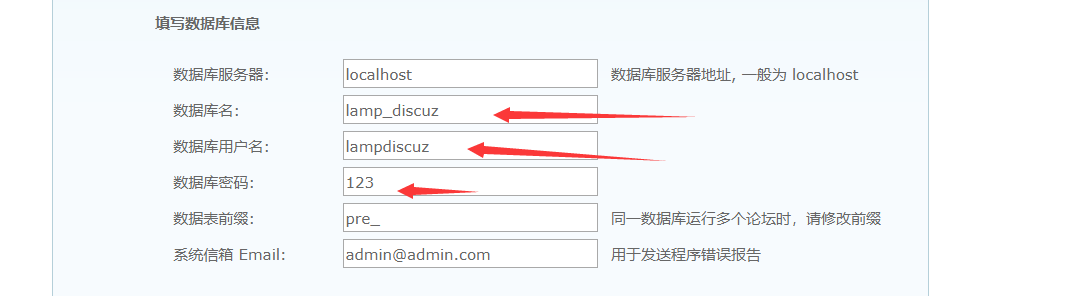 填写数据库信息
数据库服务器: localhost 数据库服务器地址, 一般为 localhost
数据库名: lamp_discuz
数据库用户名: lampdiscuz
数据库密码: 123
数据表前缀: pre_ 同一数据库运行多个论坛时，请修改前缀
系统信箱 Email: admin@admin.com 用于发送程序错误报告